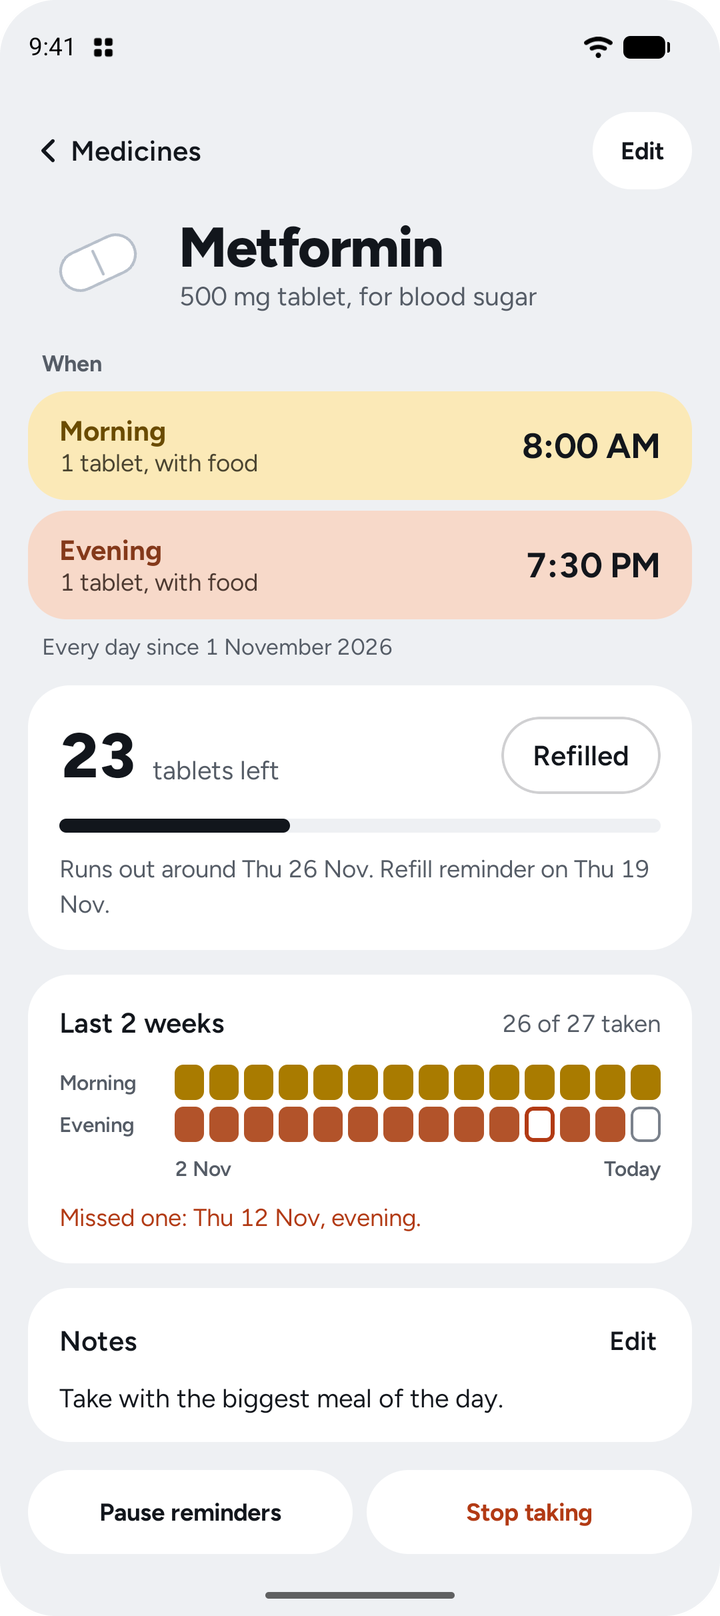 9:41
Medicines
Edit
Metformin
500 mg tablet, for blood sugar
When
Morning
1 tablet, with food
8:00 AM
Evening
1 tablet, with food
7:30 PM
Every day since 1 November 2026
23 tablets left
Refilled
Runs out around Thu 26 Nov. Refill reminder on Thu 19
Nov.
Last 2 weeks
26 of 27 taken
Morning
Evening
2 Nov
Today
Missed one: Thu 12 Nov, evening.
Notes
Edit
Take with the biggest meal of the day.
Pause reminders
Stop taking